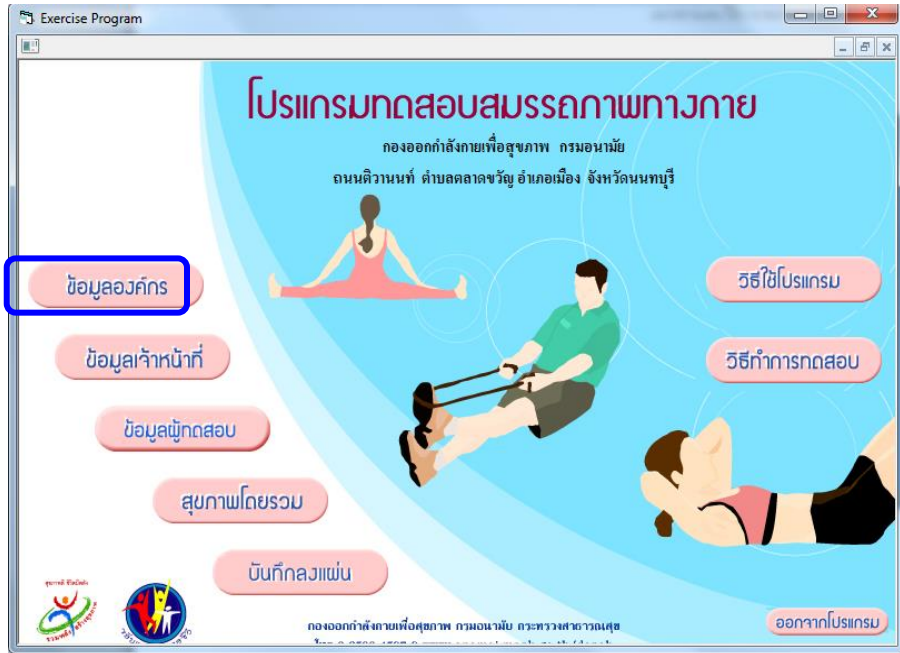 Exercise Program
โปรแกรมทดสอบสมรรถภาพทางกาย
กองออกกำลังกายเพื่อสุขภาพ กรมอนามัย
ถนนติวานนท์ ตำบลตลาดขวัญ อำเภอเมือง จังหวัดนนทบุรี
ข้อมูลองค์กร
วิธีใช้โปรแกรม
ข้อมูลเจ้าหน้าที่
วิธีทำการทดสอบ
ข้อมูลผู้ทดสอบ
สุขภาพโดยรวม
บันทึกลงแผ่น
กองออกกำลังกายเพื่อสุขภาพ กรมอนามัย กระทรวงสาธารณสุข
ออกจากโปรแกรม